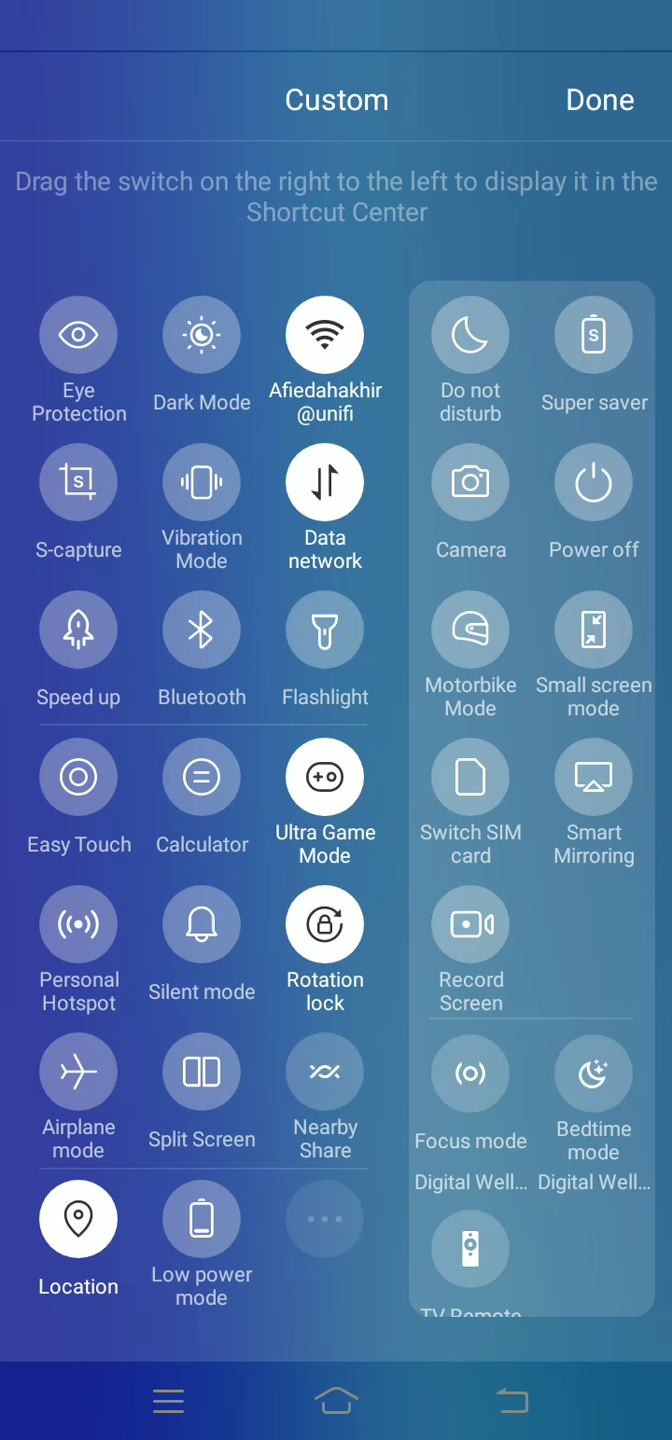 Custom
Done
Drag the switch on the right to the left to display it in the
Shortcut Center
Eye
Protection
Dark Mode
Afiedahakhir
@unifi
Do not
disturb
Super saver
S-capture
Vibration
Mode
Data
network
Camera
Power off
Speed up
Bluetooth
Flashlight
Motorbike
Mode
Small screen
mode
Easy Touch
Calculator
Ultra Game
Mode
Switch SIM
card
Smart
Mirroring
Personal
Hotspot
Silent mode
Rotation
lock
Record
Screen
Airplane
mode
Split Screen
Nearby
Share
Focus mode
Digital Well...
Bedtime
mode
Digital Well...
Location
Low power
mode
TV Remote